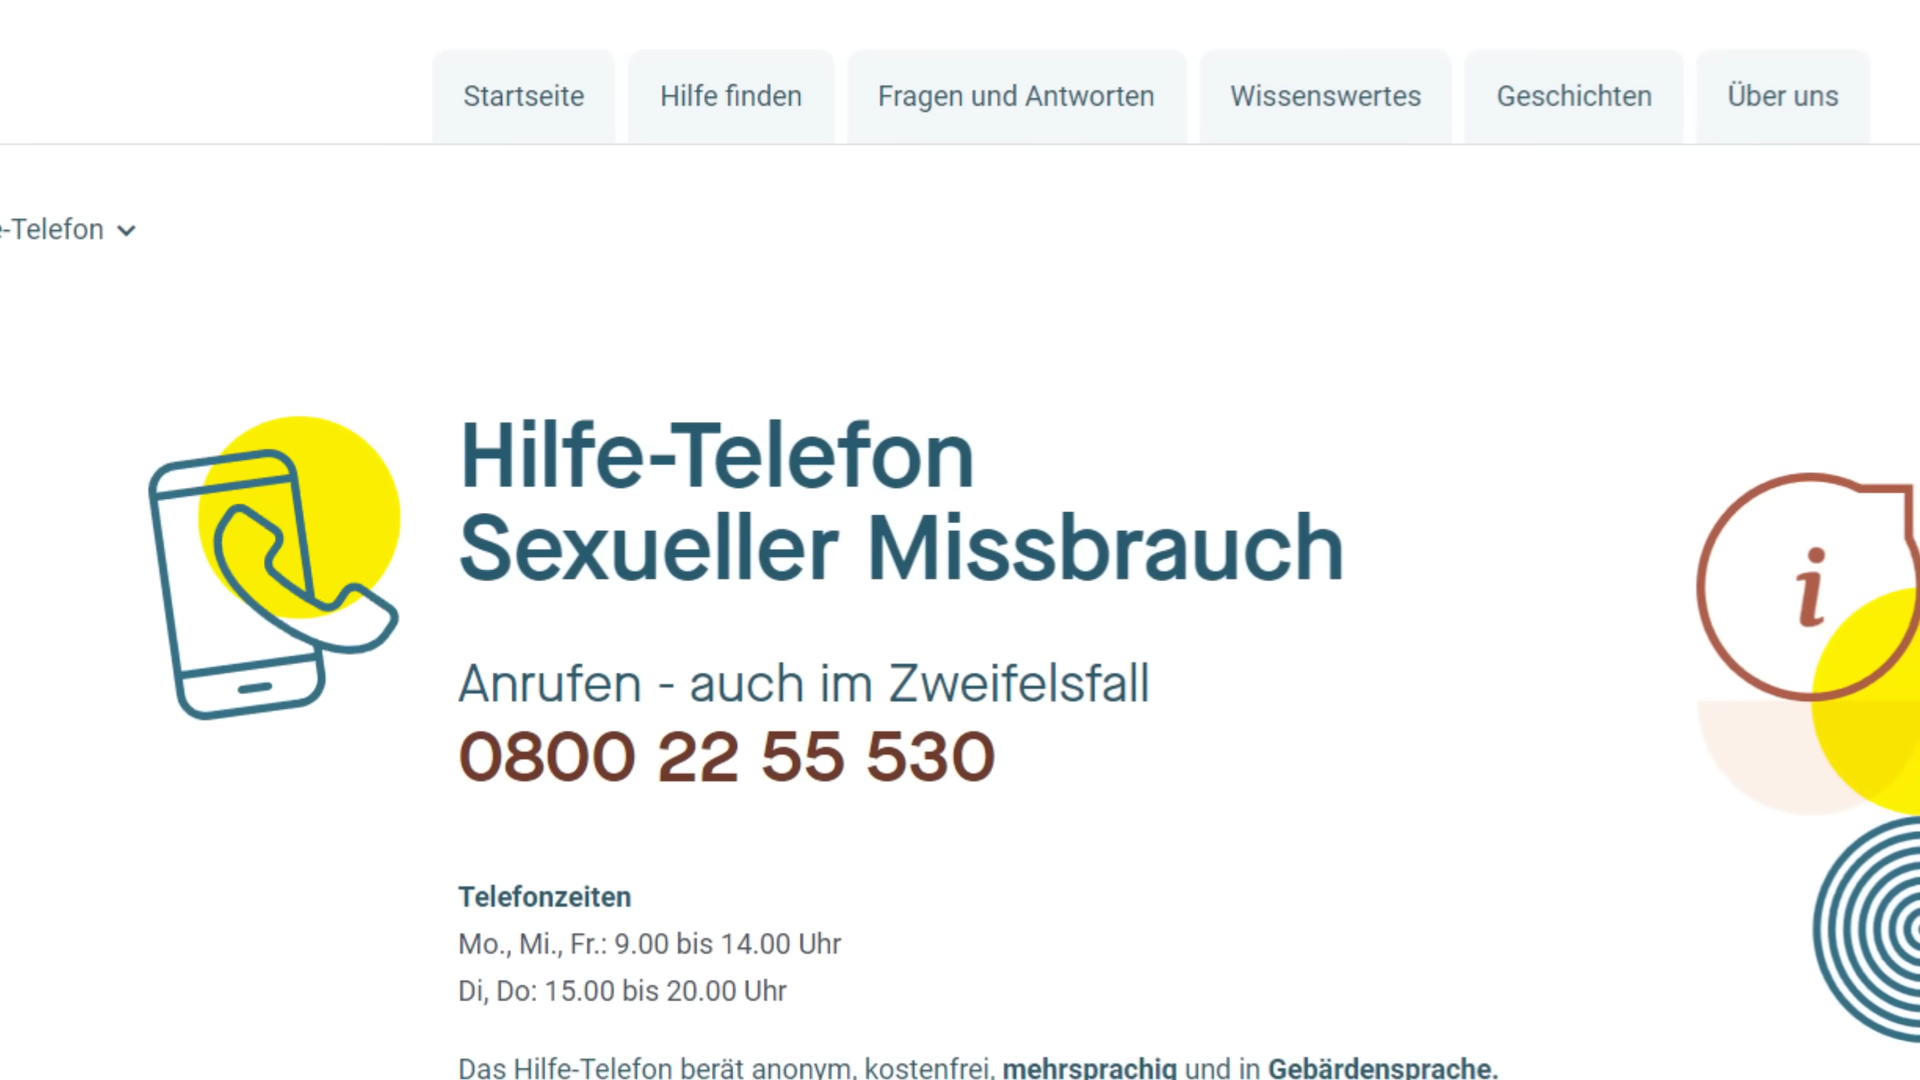 Startseite
Hilfe finden
Fragen und Antworten
Wissenswertes
Geschichten
Über uns
-Telefon
Hilfe-Telefon
Sexueller Missbrauch
Anrufen - auch im Zweifelsfall
0800 22 55 530
i
Telefonzeiten
Mo., Mi., Fr.: 9.00 bis 14.00 Uhr
Di, Do: 15.00 bis 20.00 Uhr
Das Hilfe-Telefon berät anonym, kostenfrei, mehrsprachig und in Gebärdensprache.